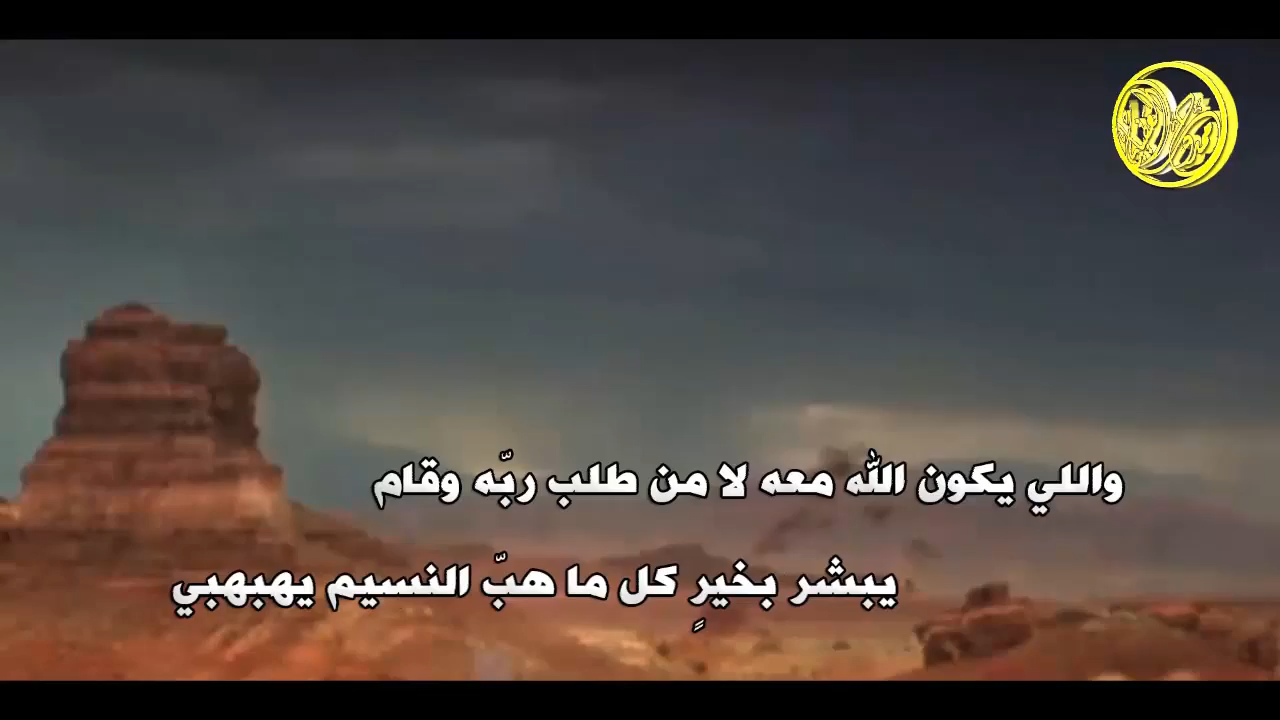 واللي يكون الله معه لا من طلب ربّه وقام
يبشر بخيرٍ كل ما هبّ النسيم يهبهبي